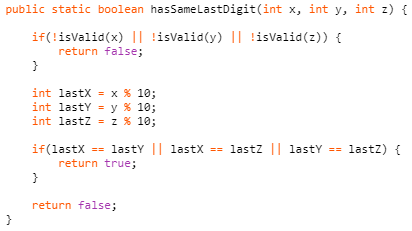 public static boolean hasSameLastDigit(int x, int y, int z) {
    if(!isValid(x) || !isValid(y) || !isValid(z)) {
        return false;
    }
    int lastX = x % 10;
    int lastY = y % 10;
    int lastZ = z % 10;
    if(lastX == lastY || lastX == lastZ || lastY == lastZ) {
        return true;
    }
    return false;
}